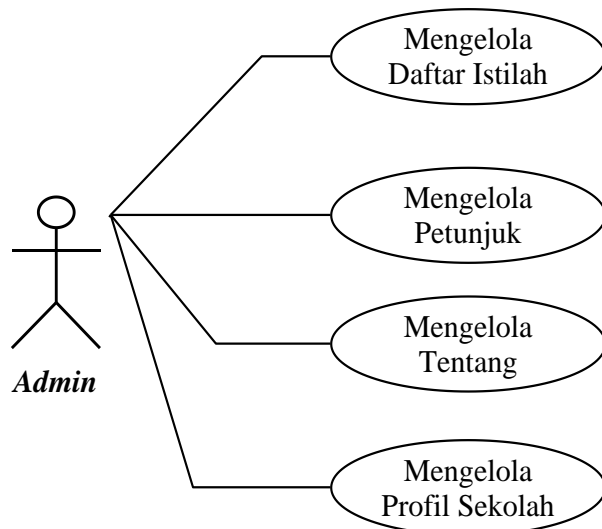 Mengelola
Daftar Istilah
Mengelola
Petunjuk
Mengelola
Tentang
Admin
Mengelola
Profil Sekolah